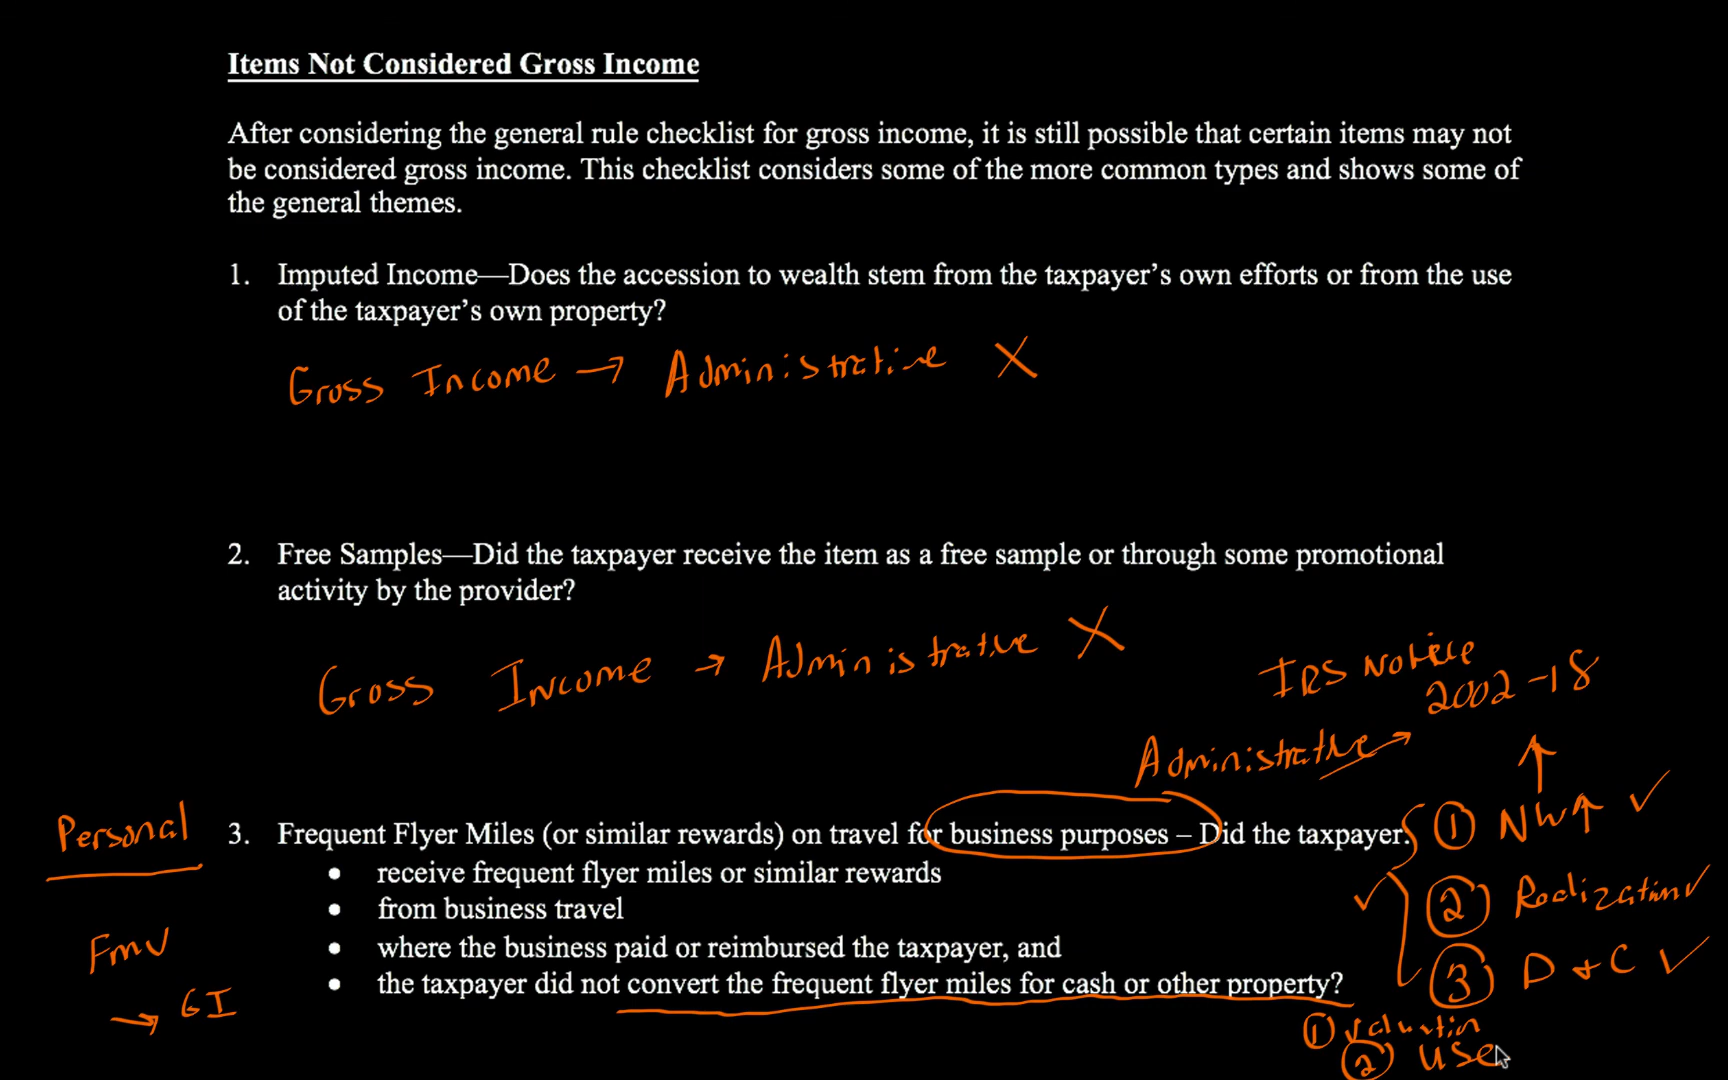 Items Not Considered Gross Income
After considering the general rule checklist for gross income, it is still possible that certain items may not
be considered gross income. This checklist considers some of the more common types and shows some of
the general themes.
1. Imputed Income—Does the accession to wealth stem from the taxpayer’s own efforts or from the use
of the taxpayer’s own property?
Gross Income → Administrative X
2. Free Samples—Did the taxpayer receive the item as a free sample or through some promotional
activity by the provider?
Gross Income → Administrative X
IRS Notice
2002-18
Administrative →
Personal
3. Frequent Flyer Miles (or similar rewards) on travel for business purposes – Did the taxpayer:
① NW↑ ✓
• receive frequent flyer miles or similar rewards
• from business travel
✓ ② Realization ✓
• where the business paid or reimbursed the taxpayer, and
• the taxpayer did not convert the frequent flyer miles for cash or other property?
③ D + C ✓
FMV
→ GI
① Valuation
② Use